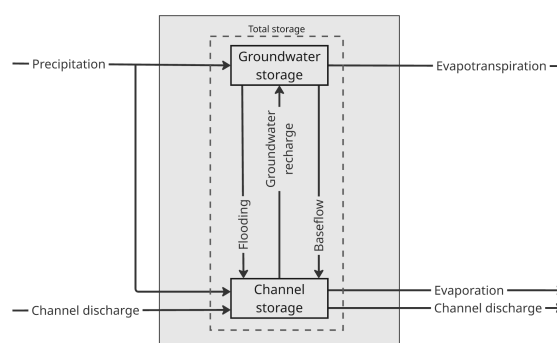 Total storage
Groundwater
storage
Precipitation
Evapotranspiration
Groundwater
recharge
Flooding
Baseflow
Channel
storage
Evaporation
Channel discharge
Channel discharge